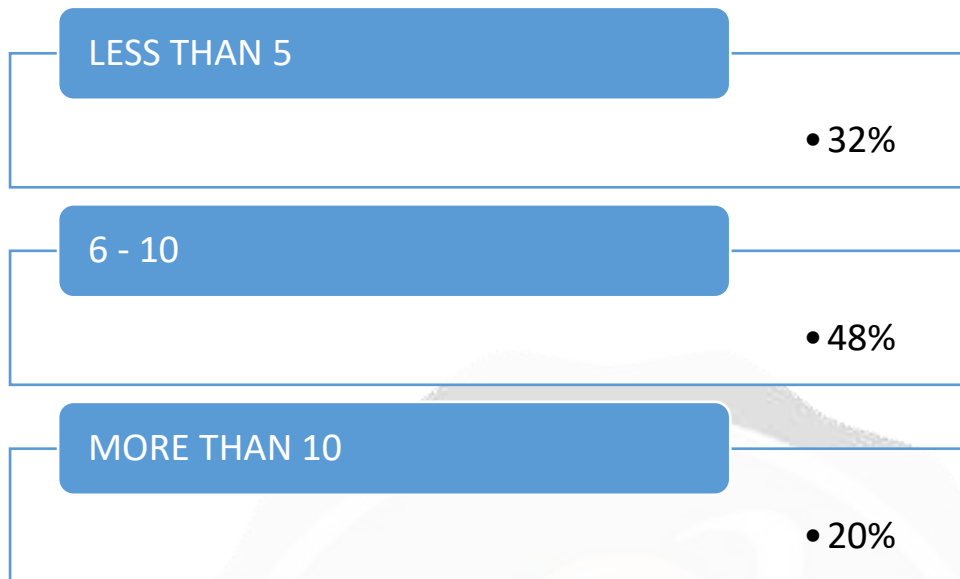 LESS THAN 5
• 32%
6 - 10
• 48%
MORE THAN 10
• 20%